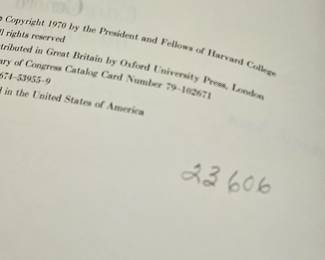 Copyright 1970 by the President and Fellows of Harvard College
rights reserved
tributed in Great Britain by Oxford University Press, London
ary of Congress Catalog Card Number 79-102671
674-53955-9
in the United States of America
23606